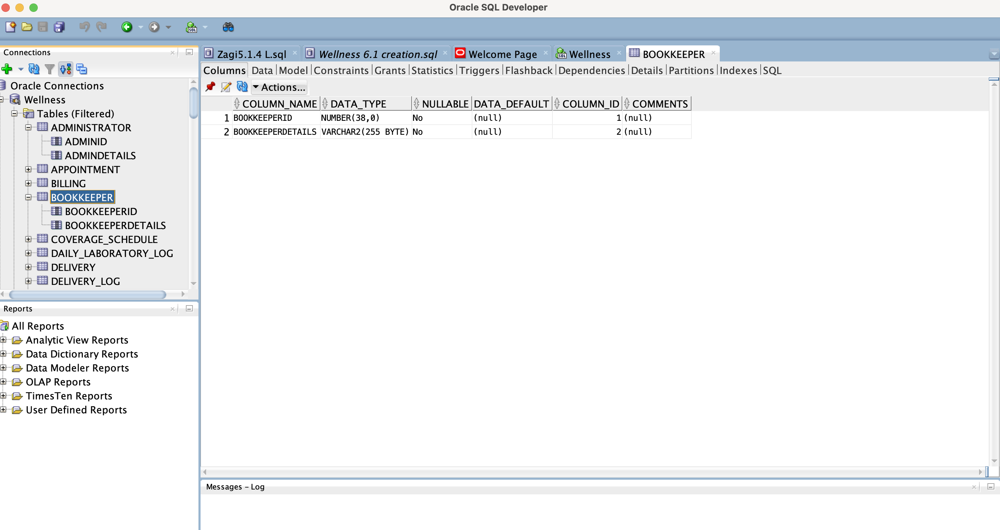 Oracle SQL Developer
SQL
Connections
Oracle Connections
Wellness
Tables (Filtered)
ADMINISTRATOR
ADMINID
ADMINDETAILS
APPOINTMENT
BILLING
BOOKKEEPER
BOOKKEEPERID
BOOKKEEPERDETAILS
COVERAGE_SCHEDULE
DAILY_LABORATORY_LOG
DELIVERY
DELIVERY_LOG
Reports
All Reports
Analytic View Reports
Data Dictionary Reports
Data Modeler Reports
OLAP Reports
TimesTen Reports
User Defined Reports
Zagi5.1.4 L.sql Wellness 6.1 creation.sql Welcome Page SQL Wellness BOOKKEEPER
Columns Data Model Constraints Grants Statistics Triggers Flashback Dependencies Details Partitions Indexes SQL
Actions...
COLUMN_NAME DATA_TYPE NULLABLE DATA_DEFAULT COLUMN_ID COMMENTS
1 BOOKKEEPERID NUMBER(38,0) No (null) 1 (null)
2 BOOKKEEPERDETAILS VARCHAR2(255 BYTE) No (null) 2 (null)
Messages - Log